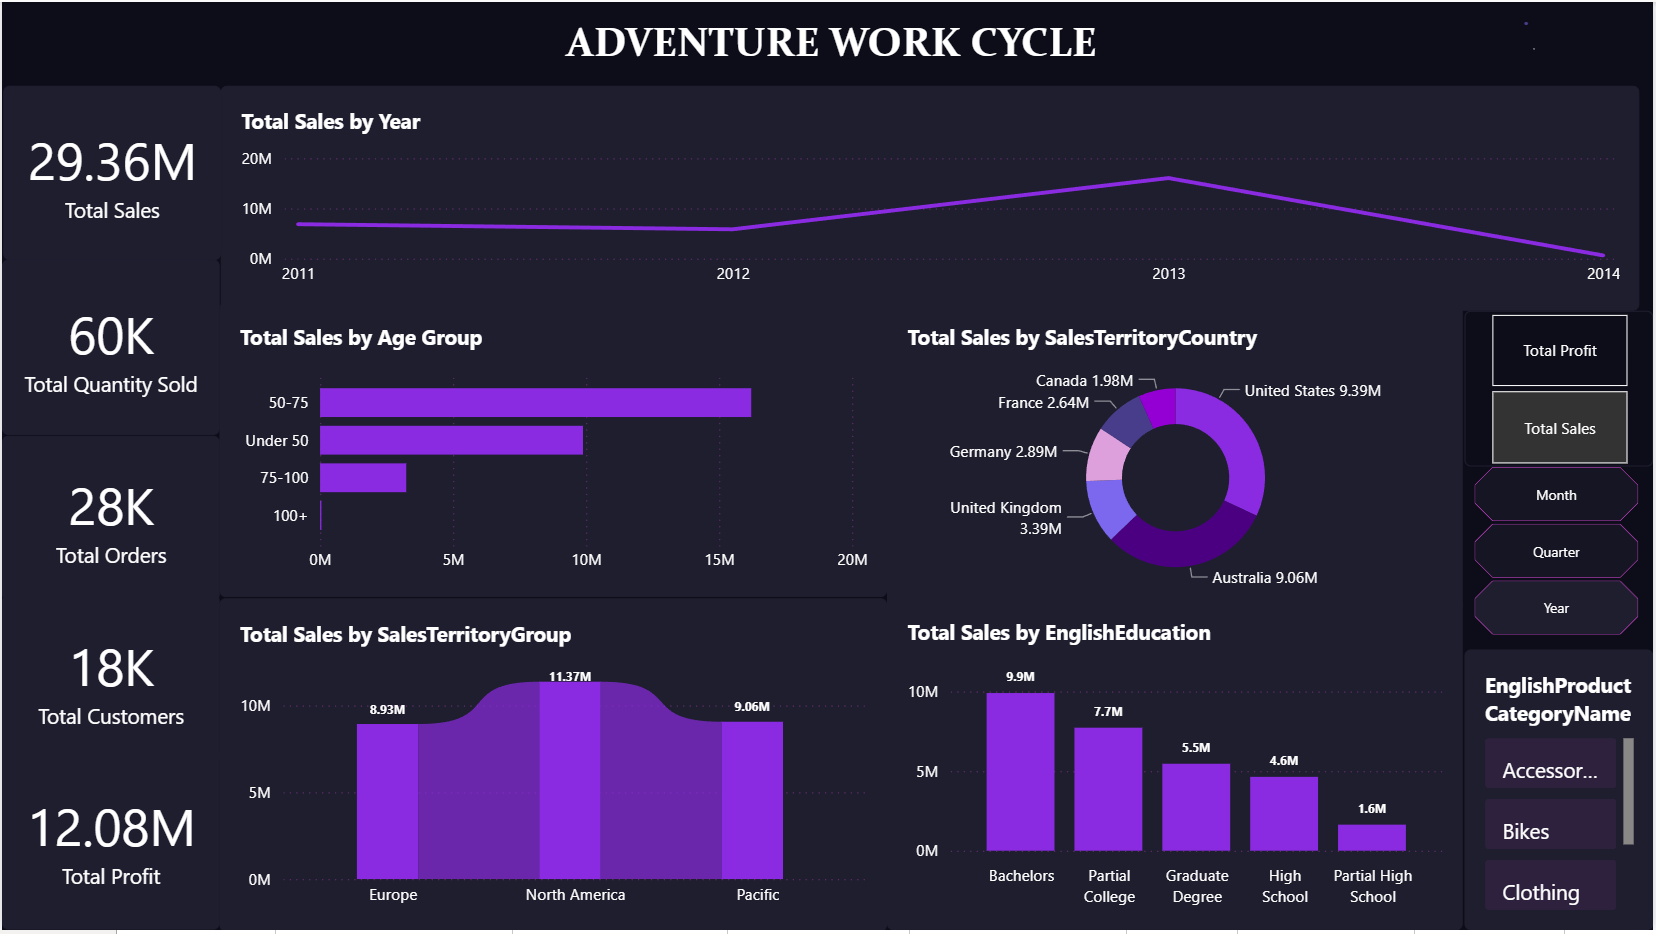 ADVENTURE WORK CYCLE
29.36M
Total Sales
60K
Total Quantity Sold
28K
Total Orders
18K
Total Customers
12.08M
Total Profit
Total Sales by Year
20M
10M
0M
2011
2012
2013
2014
Total Sales by Age Group
50-75
Under 50
75-100
100+
0M
5M
10M
15M
20M
Total Sales by SalesTerritoryCountry
Canada 1.98M
France 2.64M
Germany 2.89M
United Kingdom
3.39M
United States 9.39M
Australia 9.06M
Total Profit
Total Sales
Month
Quarter
Year
Total Sales by SalesTerritoryGroup
10M
5M
0M
8.93M
11.37M
9.06M
Europe
North America
Pacific
Total Sales by EnglishEducation
10M
5M
0M
9.9M
7.7M
5.5M
4.6M
1.6M
Bachelors
Partial
College
Graduate
Degree
High
School
Partial High
School
EnglishProduct
CategoryName
Accessor...
Bikes
Clothing